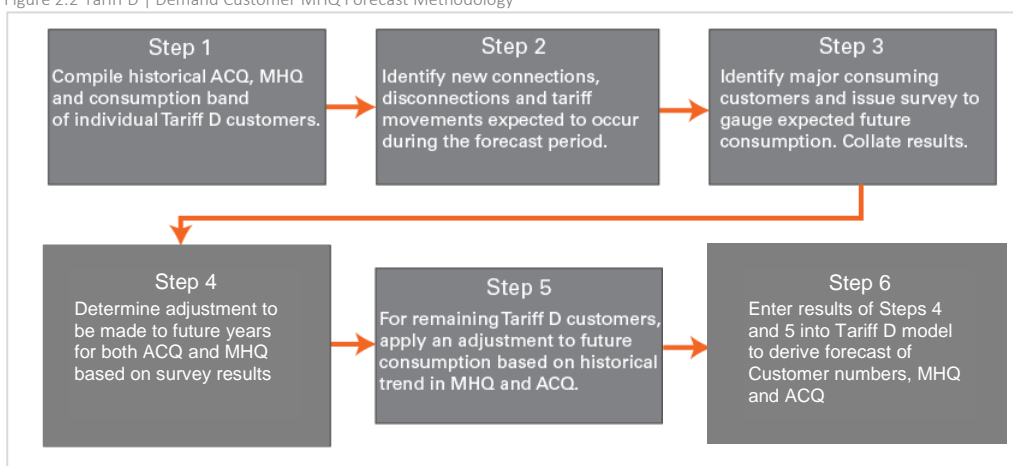 Figure 2.2 Tariff D | Demand Customer MHQ Forecast Methodology
Step 1
Compile historical ACQ, MHQ
and consumption band
of individual Tariff D customers.
Step 2
Identify new connections,
disconnections and tariff
movements expected to occur
during the forecast period.
Step 3
Identify major consuming
customers and issue survey to
gauge expected future
consumption. Collate results.
Step 4
Determine adjustment to
be made to future years
for both ACQ and MHQ
based on survey results
Step 5
For remaining Tariff D customers,
apply an adjustment to future
consumption based on historical
trend in MHQ and ACQ.
Step 6
Enter results of Steps 4
and 5 into Tariff D model
to derive forecast of
Customer numbers, MHQ
and ACQ